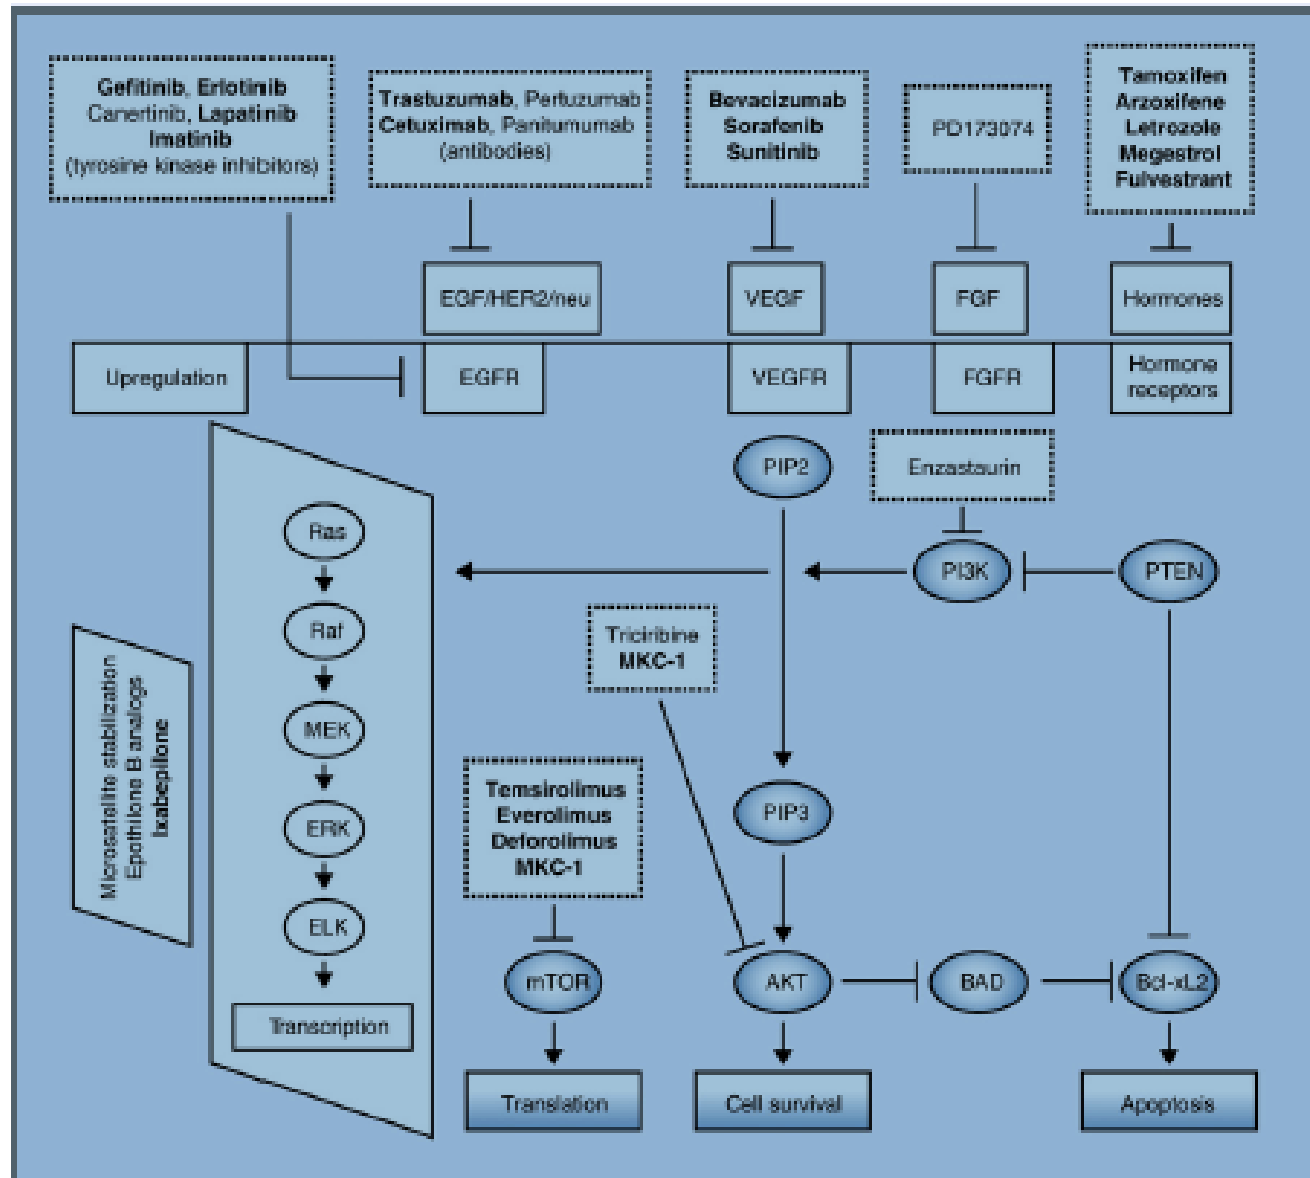 Gefitinib, Erlotinib
Canertinib, Lapatinib
Imatinib
(tyrosine kinase inhibitors)
Trastuzumab, Pertuzumab
Cetuximab, Panitumumab
(antibodies)
Bevacizumab
Sorafenib
Sunitinib
PD173074
Tamoxifen
Arzoxifene
Letrozole
Megestrol
Fulvestrant
EGF/HER2/neu
VEGF
FGF
Hormones
Upregulation
EGFR
VEGFR
FGFR
Hormone
receptors
PIP2
Enzastaurin
Ras
PI3K
PTEN
Raf
Triciribine
MKC-1
Microsatelite stabilization
Epothilone B analogs
Ixabepilone
MEK
Temsirolimus
Everolimus
Deforolimus
MKC-1
PIP3
ERK
ELK
mTOR
AKT
BAD
Bcl-xL2
Transcription
Translation
Cell survival
Apoptosis